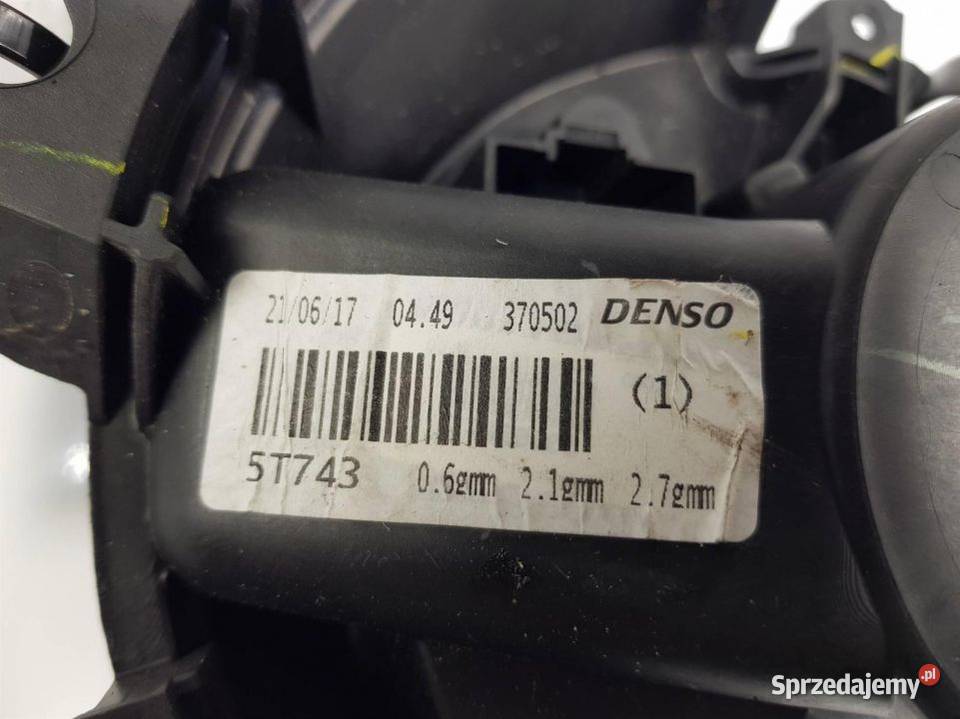 21/06/17 04.49 370502 DENSO
(1)
5T743 0.6gmm 2.1gmm 2.7gmm
Sprzedajemy.pl